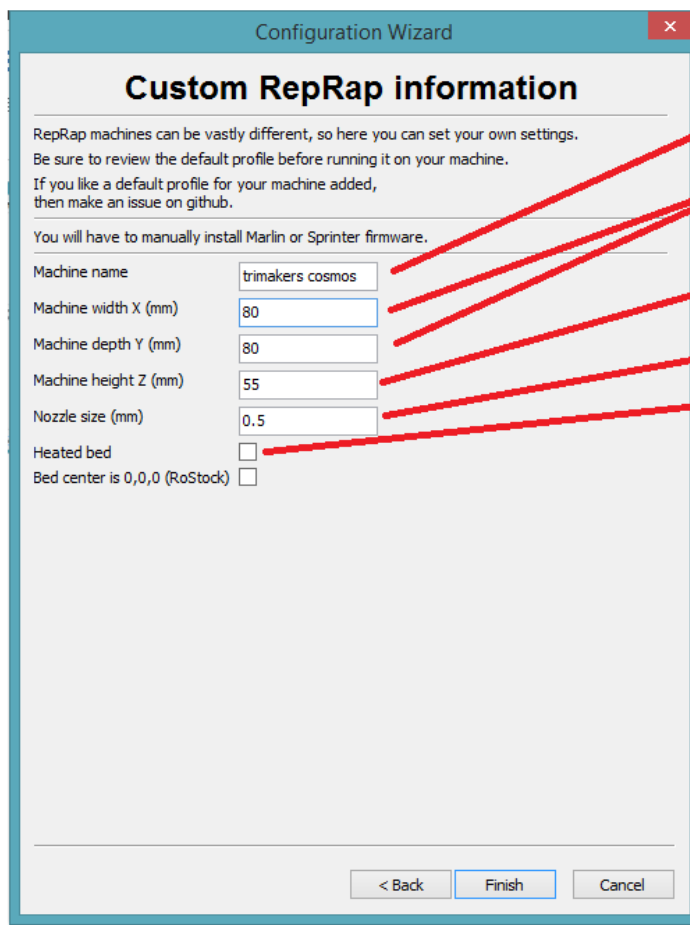 Configuration Wizard
Custom RepRap information
RepRap machines can be vastly different, so here you can set your own settings.
Be sure to review the default profile before running it on your machine.
If you like a default profile for your machine added,
then make an issue on github.
You will have to manually install Marlin or Sprinter firmware.
Machine name trimakers cosmos
Machine width X (mm) 80
Machine depth Y (mm) 80
Machine height Z (mm) 55
Nozzle size (mm) 0.5
Heated bed
Bed center is 0,0,0 (RoStock)
< Back Finish Cancel